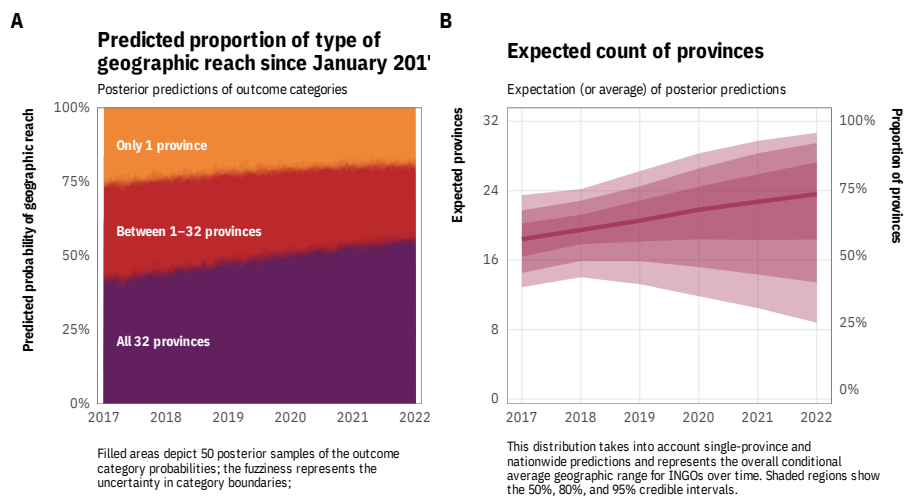 A
Predicted proportion of type of
geographic reach since January 201
Posterior predictions of outcome categories
Predicted probability of geographic reach
100%
75%
50%
25%
0%
Only 1 province
Between 1–32 provinces
All 32 provinces
2017 2018 2019 2020 2021 2022
Filled areas depict 50 posterior samples of the outcome
category probabilities; the fuzziness represents the
uncertainty in category boundaries;
B
Expected count of provinces
Expectation (or average) of posterior predictions
Expected provinces
32
24
16
8
0
100%
75%
50%
25%
0%
Proportion of provinces
2017 2018 2019 2020 2021 2022
This distribution takes into account single-province and
nationwide predictions and represents the overall conditional
average geographic range for INGOs over time. Shaded regions show
the 50%, 80%, and 95% credible intervals.